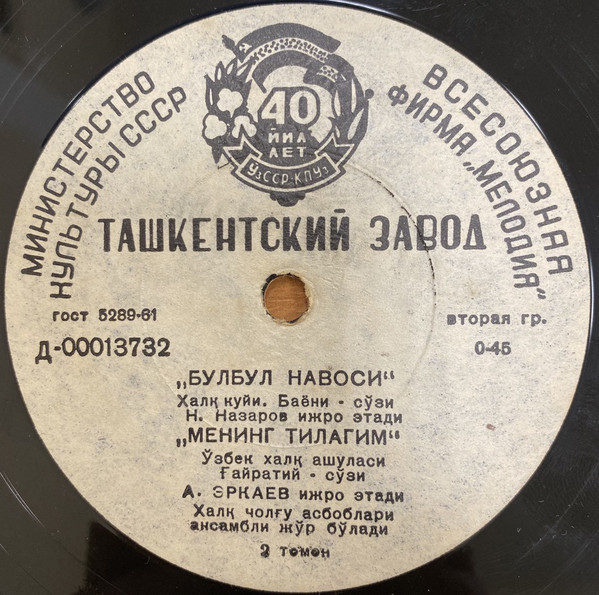 МИНИСТЕРСТВО
КУЛЬТУРЫ СССР
ВСЕСОЮЗНАЯ
ФИРМА „МЕЛОДИЯ"
40
ЙИЛ
ЛЕТ
ЎзССР-КПУз
ТАШКЕНТСКИЙ ЗАВОД
гост 5289-61
вторая гр.
Д-00013732
0-45
„БУЛБУЛ НАВОСИ"
Халқ куйи. Баёни - сўзи
Н. Назаров ижро этади
„МЕНИНГ ТИЛАГИМ"
Ўзбек халқ ашуласи
Ғайратий - сўзи
А. ЭРКАЕВ ижро этади
Халқ чолғу асбоблари
ансамбли жўр бўлади
2 томон